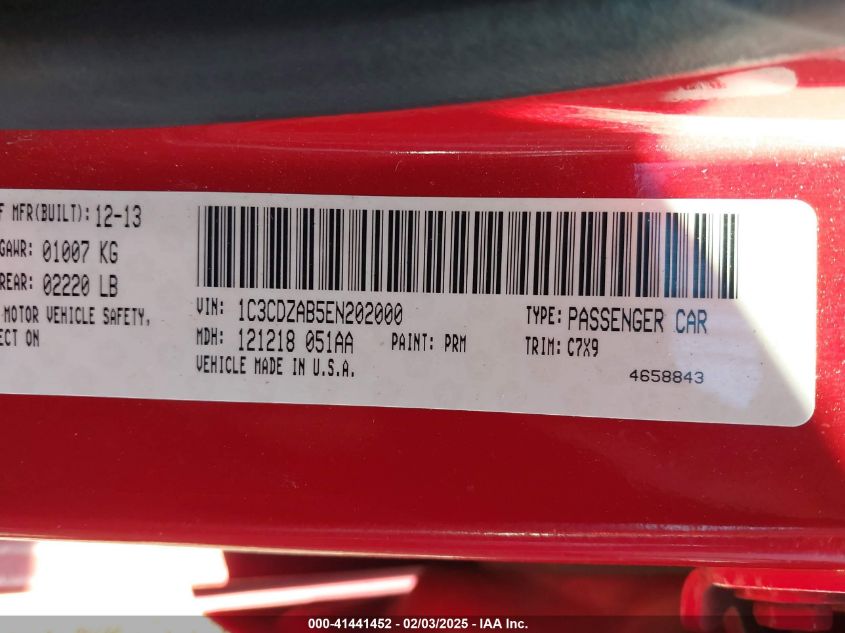 F MFR(BUILT): 12-13
GAWR: 01007 KG
REAR: 02220 LB
MOTOR VEHICLE SAFETY,
ECT ON
VIN: 1C3CDZAB5EN202000
TYPE: PASSENGER CAR
MDH: 121218 051AA
PAINT: PRM
TRIM: C7X9
VEHICLE MADE IN U.S.A.
4658843
000-41441452 - 02/03/2025 - IAA Inc.